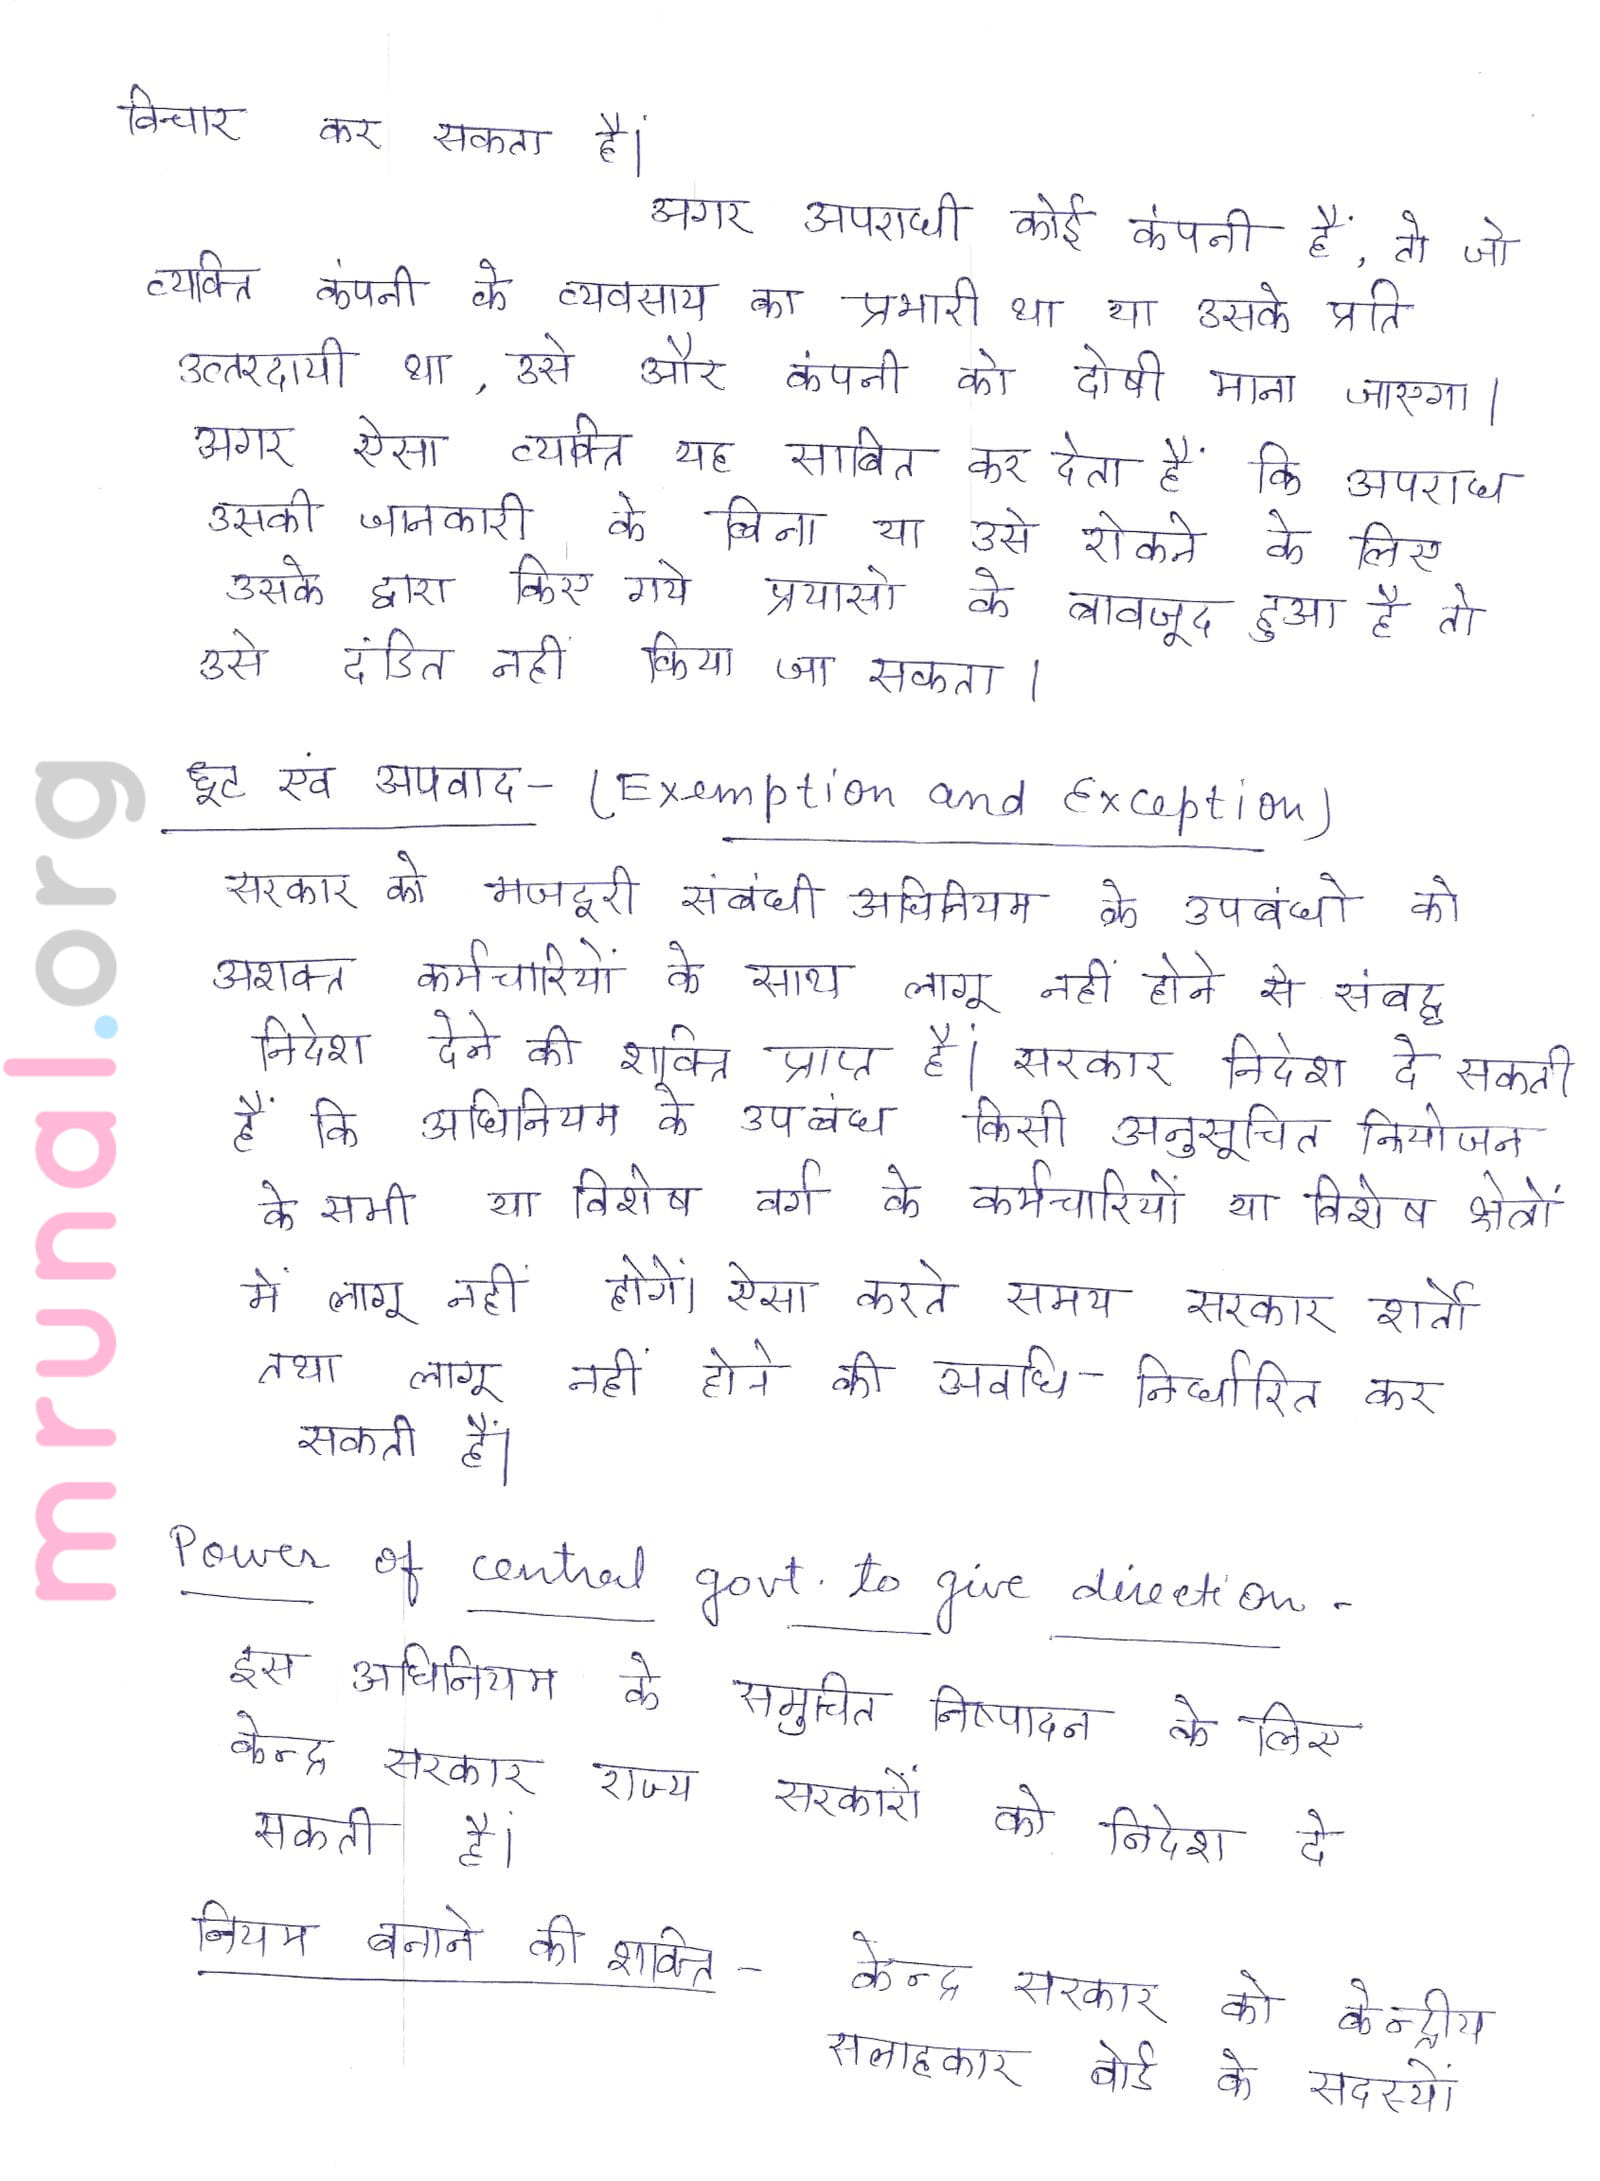 विचार कर सकता हैं।
अगर अपराधी कोई कंपनी हैं, तो जो
व्यक्ति कंपनी के व्यवसाय का प्रभारी था या उसके प्रति
उत्तरदायी था, उसे और कंपनी को दोषी माना जाएगा।
अगर ऐसा व्यक्ति यह साबित कर देता हैं कि अपराध
उसकी जानकारी के बिना या उसे रोकने के लिए
उसके द्वारा किए गये प्रयासो के बावजूद हुआ है तो
उसे दंडित नहीं किया जा सकता।
छूट एंव अपवाद- (Exemption and Exception)
सरकार को मजदूरी संबंधी अधिनियम के उपबंधो को
अशक्त कर्मचारियों के साथ लागू नहीं होने से संबद्ध
निदेश देने की शक्ति प्राप्त हैं। सरकार निदेश दे सकती
हैं कि अधिनियम के उपबंध किसी अनुसूचित नियोजन
के सभी या विशेष वर्ग के कर्मचारियों या विशेष क्षेत्रों
में लागू नहीं होगें। ऐसा करते समय सरकार शर्तो
तथा लागू नहीं होने की अवधि- निर्धारित कर
सकती हैं।
Power of central govt. to give direction -
इस अधिनियम के समुचित निष्पादन के लिए
केन्द्र सरकार राज्य सरकारों को निदेश दे
सकती हैं।
नियम बनाने की शक्ति - केन्द्र सरकार को केन्द्रीय
सलाहकार बोर्ड के सदस्यों
mrunal.org